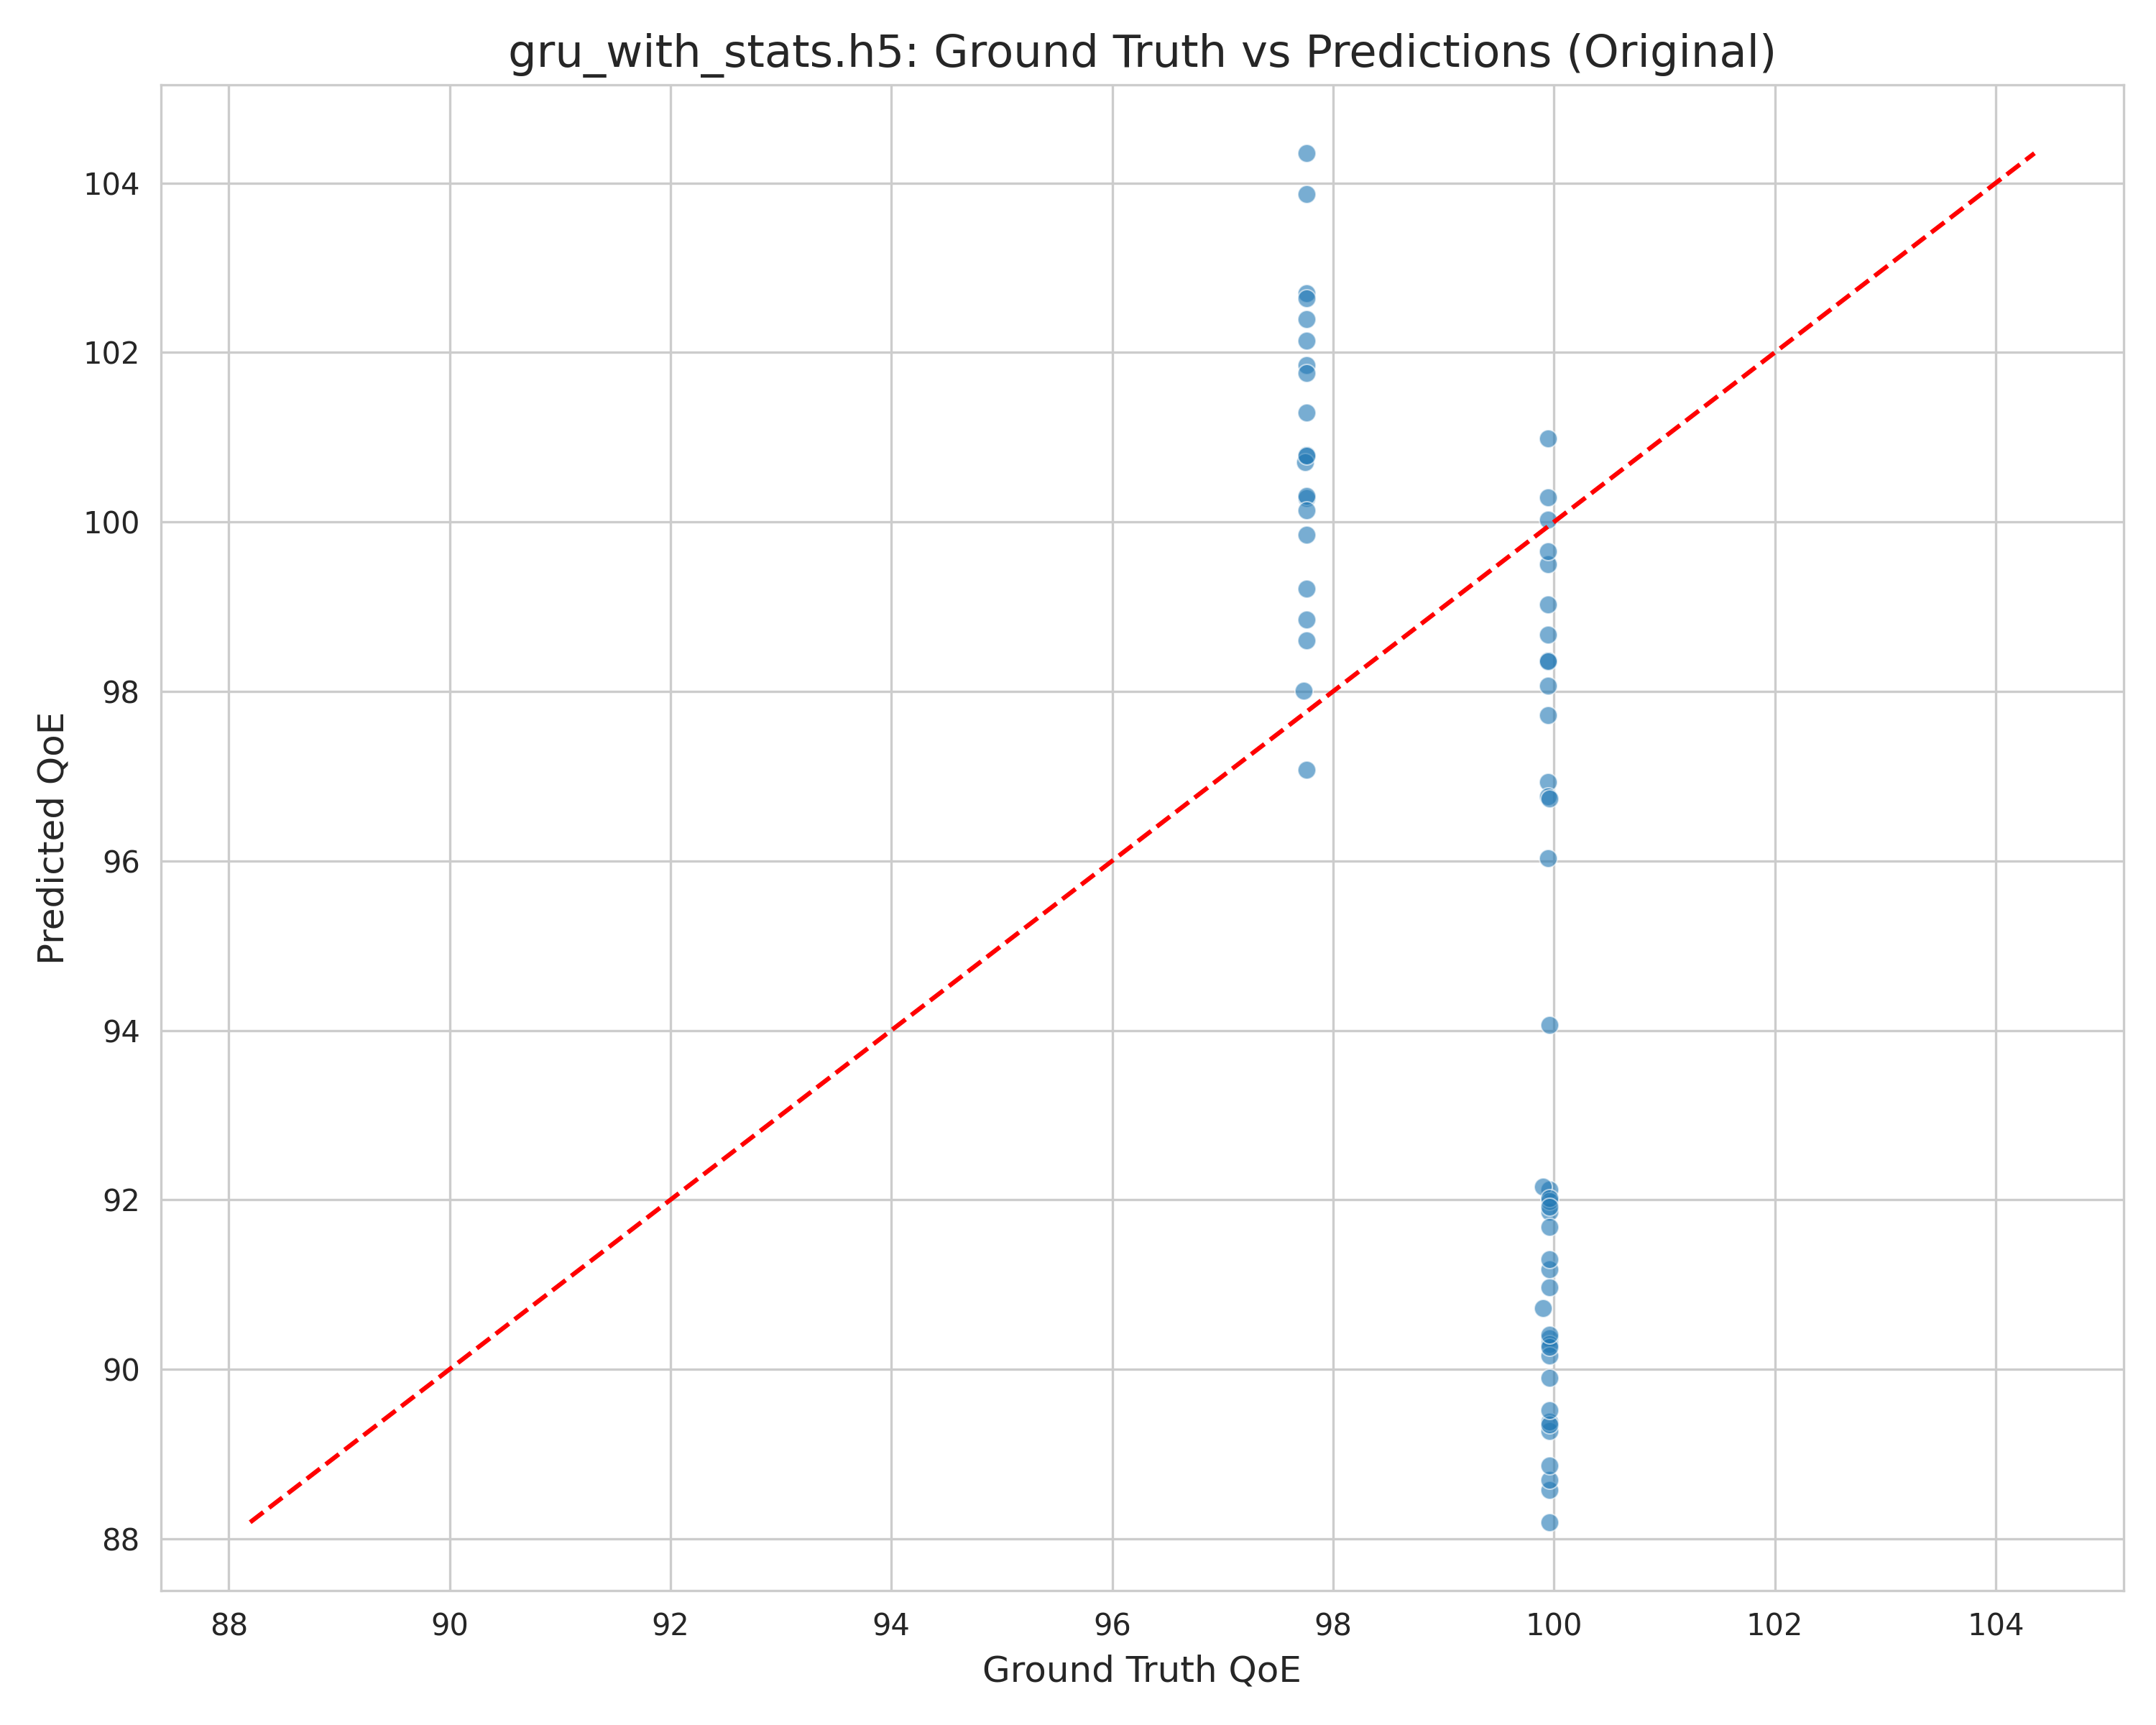 gru_with_stats.h5: Ground Truth vs Predictions (Original)
Predicted QoE
104
102
100
98
96
94
92
90
88
88 90 92 94 96 98 100 102 104
Ground Truth QoE